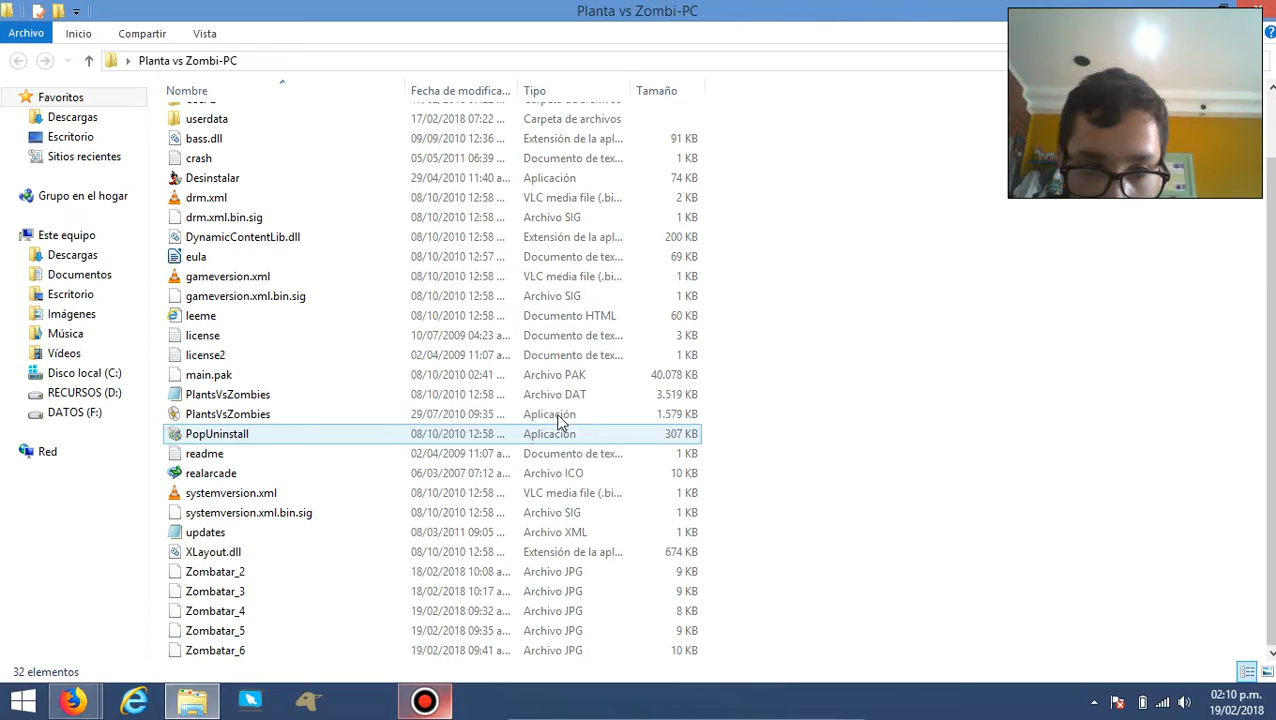 Planta vs Zombi-PC
Archivo Inicio Compartir Vista
Planta vs Zombi-PC
Nombre Fecha de modifica... Tipo Tamaño
Favoritos
Descargas
Escritorio
Sitios recientes
Grupo en el hogar
Este equipo
Descargas
Documentos
Escritorio
Imágenes
Música
Vídeos
Disco local (C:)
RECURSOS (D:)
DATOS (F:)
Red
userdata 17/02/2018 07:22 ... Carpeta de archivos
bass.dll 09/09/2010 12:36 ... Extensión de la apl... 91 KB
crash 05/05/2011 06:39 ... Documento de tex... 1 KB
Desinstalar 29/04/2010 11:40 ... Aplicación 74 KB
drm.xml 08/10/2010 12:58 ... VLC media file (.bi... 2 KB
drm.xml.bin.sig 08/10/2010 12:58 ... Archivo SIG 1 KB
DynamicContentLib.dll 08/10/2010 12:58 ... Extensión de la apl... 200 KB
eula 08/10/2010 12:57 ... Documento de tex... 69 KB
gameversion.xml 08/10/2010 12:58 ... VLC media file (.bi... 1 KB
gameversion.xml.bin.sig 08/10/2010 12:58 ... Archivo SIG 1 KB
leeme 08/10/2010 12:58 ... Documento HTML 60 KB
license 10/07/2009 04:23 a... Documento de tex... 3 KB
license2 02/04/2009 11:07 a... Documento de tex... 1 KB
main.pak 08/10/2010 02:41 ... Archivo PAK 40.078 KB
PlantsVsZombies 08/10/2010 12:58 ... Archivo DAT 3.519 KB
PlantsVsZombies 29/07/2010 09:35 ... Aplicación 1.579 KB
PopUninstall 08/10/2010 12:58 ... Aplicación 307 KB
readme 02/04/2009 11:07 a... Documento de tex... 1 KB
realarcade 06/03/2007 07:12 a... Archivo ICO 10 KB
systemversion.xml 08/10/2010 12:58 ... VLC media file (.bi... 1 KB
systemversion.xml.bin.sig 08/10/2010 12:58 ... Archivo SIG 1 KB
updates 08/03/2011 09:05 ... Archivo XML 1 KB
XLayout.dll 08/10/2010 12:58 ... Extensión de la apl... 674 KB
Zombatar_2 18/02/2018 10:08 a... Archivo JPG 9 KB
Zombatar_3 18/02/2018 10:17 a... Archivo JPG 9 KB
Zombatar_4 19/02/2018 09:32 a... Archivo JPG 8 KB
Zombatar_5 19/02/2018 09:35 a... Archivo JPG 9 KB
Zombatar_6 19/02/2018 09:41 a... Archivo JPG 10 KB
32 elementos
02:10 p.m.
19/02/2018